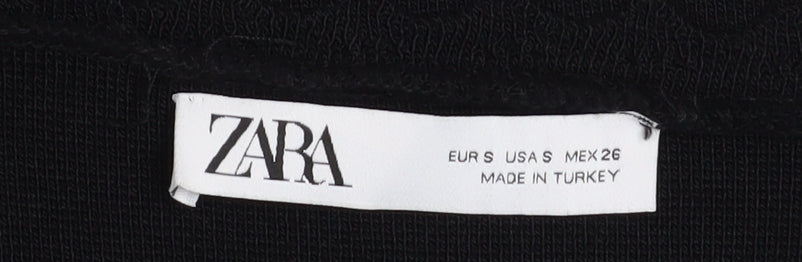 ZARA
EUR S USA S MEX 26
MADE IN TURKEY